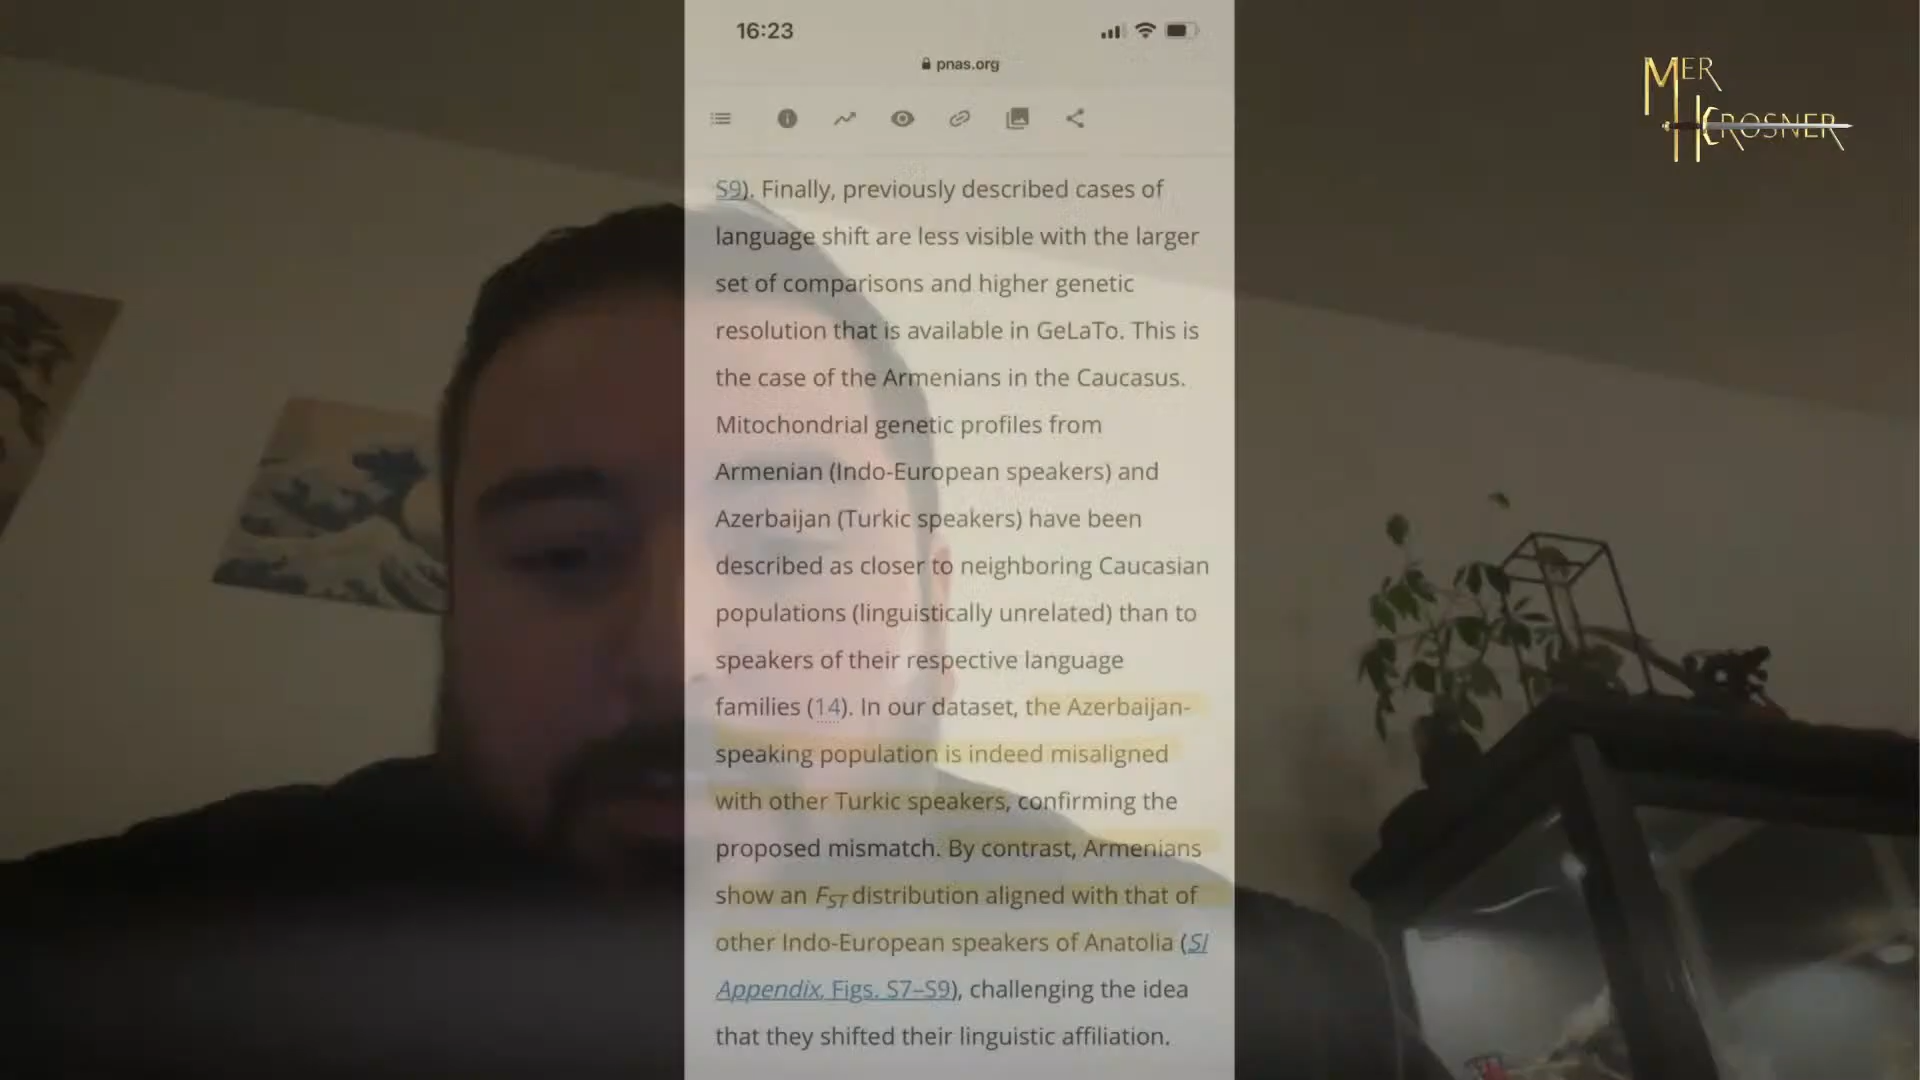 16:23
pnas.org
MER
KROSNER
S9). Finally, previously described cases of
language shift are less visible with the larger
set of comparisons and higher genetic
resolution that is available in GeLaTo. This is
the case of the Armenians in the Caucasus.
Mitochondrial genetic profiles from
Armenian (Indo-European speakers) and
Azerbaijan (Turkic speakers) have been
described as closer to neighboring Caucasian
populations (linguistically unrelated) than to
speakers of their respective language
families (14). In our dataset, the Azerbaijan-
speaking population is indeed misaligned
with other Turkic speakers, confirming the
proposed mismatch. By contrast, Armenians
show an FST distribution aligned with that of
other Indo-European speakers of Anatolia (SI
Appendix, Figs. S7–S9), challenging the idea
that they shifted their linguistic affiliation.